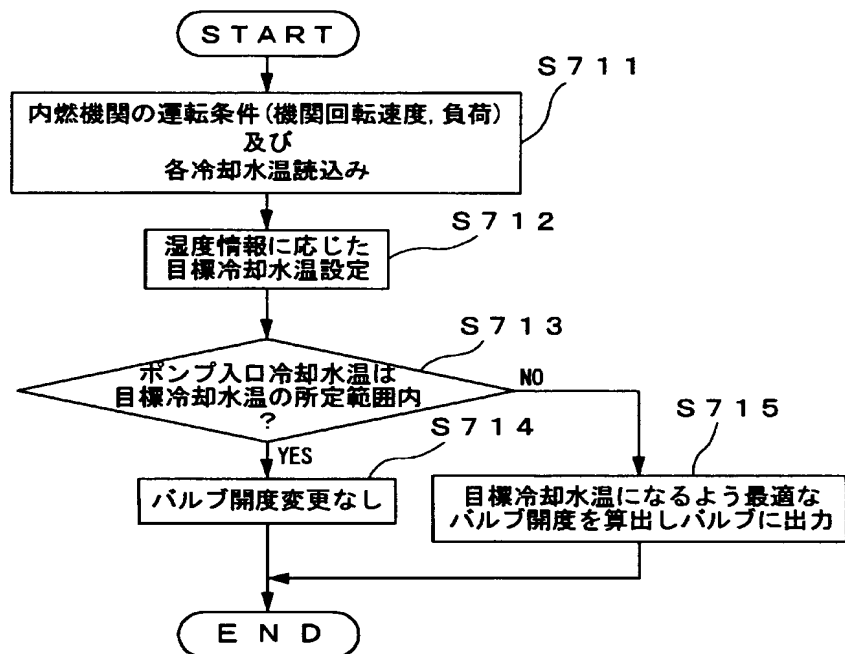 START
S711
内燃機関の運転条件(機関回転速度,負荷)
及び
各冷却水温読込み
S712
湿度情報に応じた
目標冷却水温設定
S713
ポンプ入口冷却水温は
目標冷却水温の所定範囲内
?
NO
YES
S714
バルブ開度変更なし
S715
目標冷却水温になるよう最適な
バルブ開度を算出しバルブに出力
END